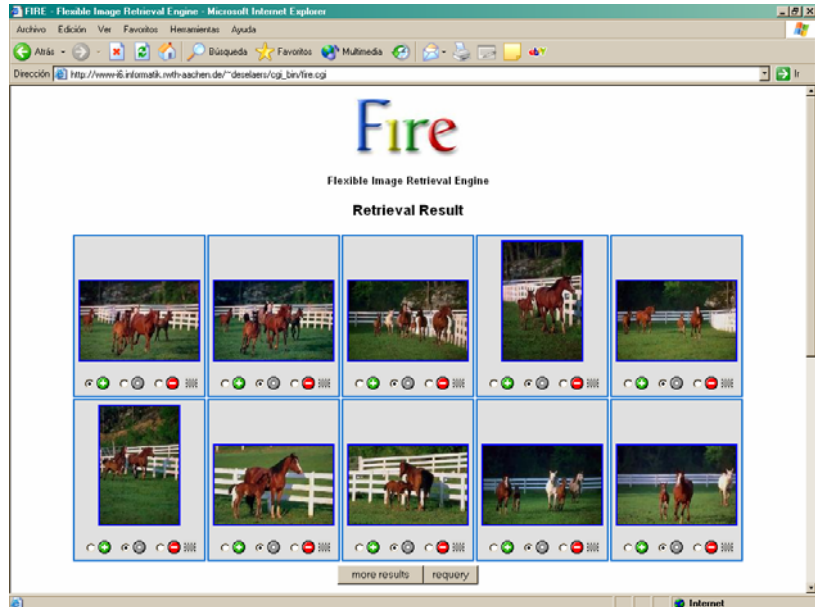 FIRE - Flexible Image Retrieval Engine - Microsoft Internet Explorer
Archivo Edición Ver Favoritos Herramientas Ayuda
Atrás Búsqueda Favoritos Multimedia
Dirección http://www-i6.informatik.rwth-aachen.de/~deselaers/cgi_bin/fire.cgi Ir
Fire
Flexible Image Retrieval Engine
Retrieval Result
more results requery
Internet